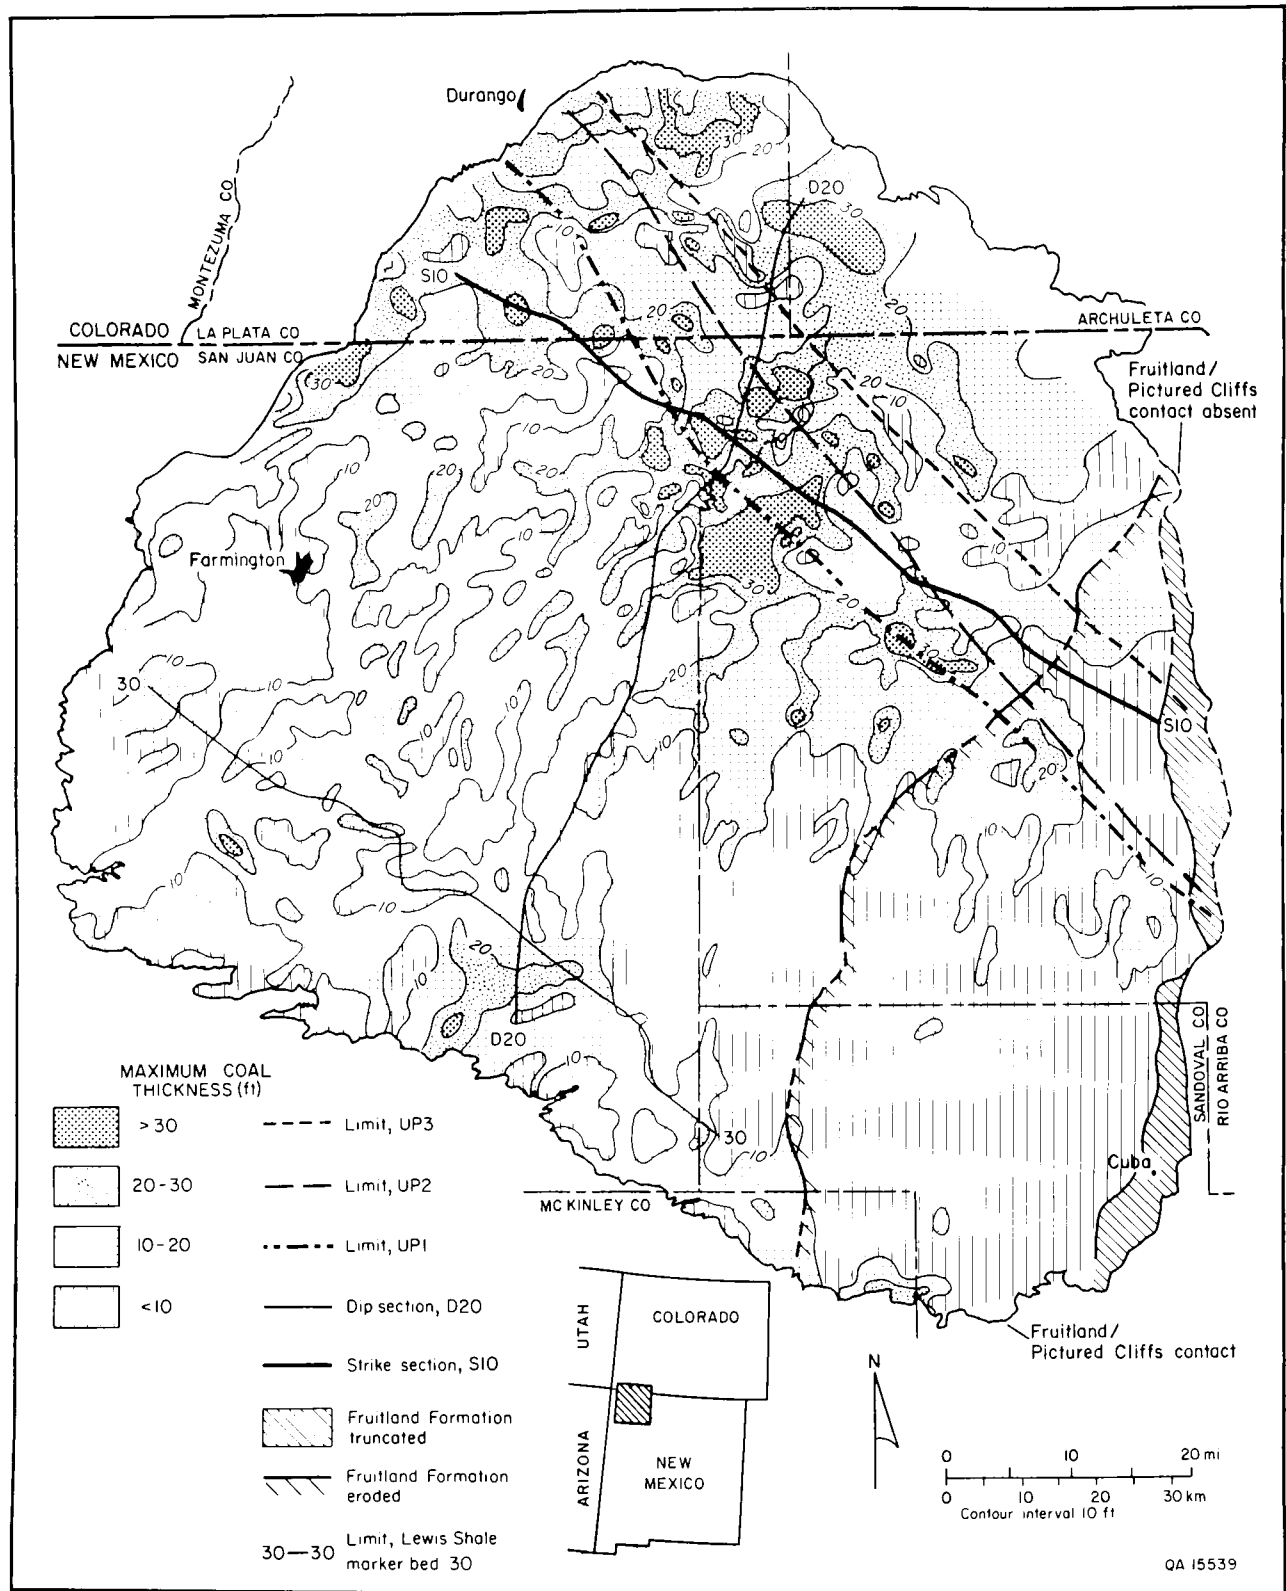 Durango
MONTEZUMA CO
D20
S10
COLORADO
LA PLATA CO
NEW MEXICO
SAN JUAN CO
ARCHULETA CO
Fruitland/
Pictured Cliffs
contact absent
Farmington
30
S10
D20
30
SANDOVAL CO
RIO ARRIBA CO
Cuba
MC KINLEY CO
Fruitland/
Pictured Cliffs contact
MAXIMUM COAL
THICKNESS (ft)
>30
20-30
10-20
<10
Limit, UP3
Limit, UP2
Limit, UP1
Dip section, D20
Strike section, S10
Fruitland Formation
truncated
Fruitland Formation
eroded
30—30 Limit, Lewis Shale
marker bed 30
UTAH
COLORADO
ARIZONA
NEW
MEXICO
N
0 10 20 mi
0 10 20 30 km
Contour interval 10 ft
QA 15539